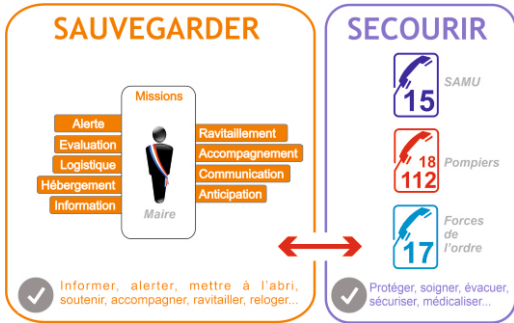 SAUVEGARDER
Missions
Alerte
Evaluation
Logistique
Hébergement
Information
Ravitaillement
Accompagnement
Communication
Anticipation
Maire
Informer, alerter, mettre à l'abri,
soutenir, accompagner, ravitailler, reloger...
SECOURIR
15
SAMU
18
112
Pompiers
17
Forces
de
l'ordre
Protéger, soigner, évacuer,
sécuriser, médicaliser...